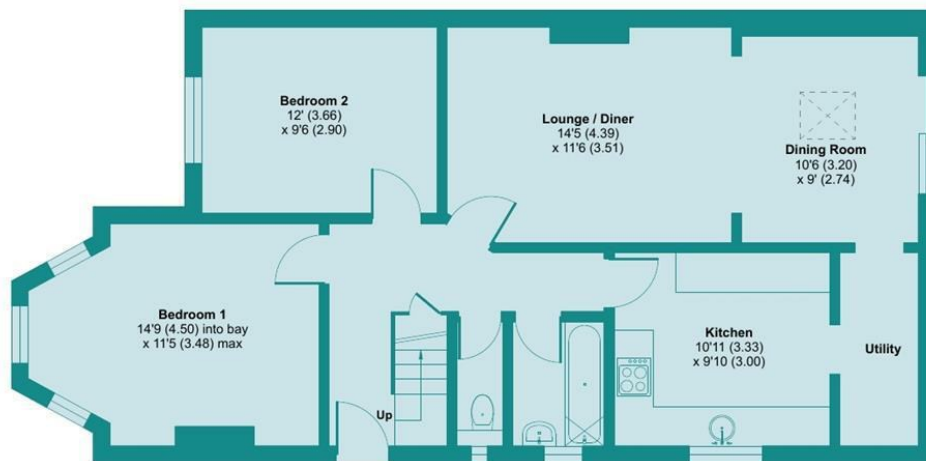 Bedroom 2
12' (3.66)
x 9'6 (2.90)
Lounge / Diner
14'5 (4.39)
x 11'6 (3.51)
Dining Room
10'6 (3.20)
x 9' (2.74)
Bedroom 1
14'9 (4.50) into bay
x 11'5 (3.48) max
Kitchen
10'11 (3.33)
x 9'10 (3.00)
Utility
Up